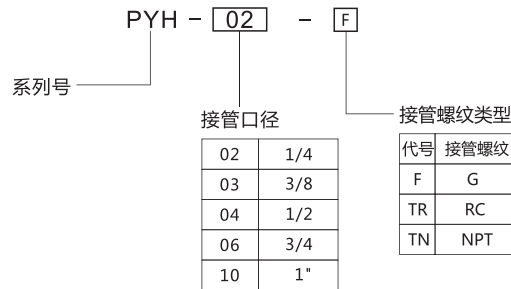 PYH - 02 - F
系列号
接管口径
02 1/4
03 3/8
04 1/2
06 3/4
10 1"
接管螺纹类型
代号 接管螺纹
F G
TR RC
TN NPT